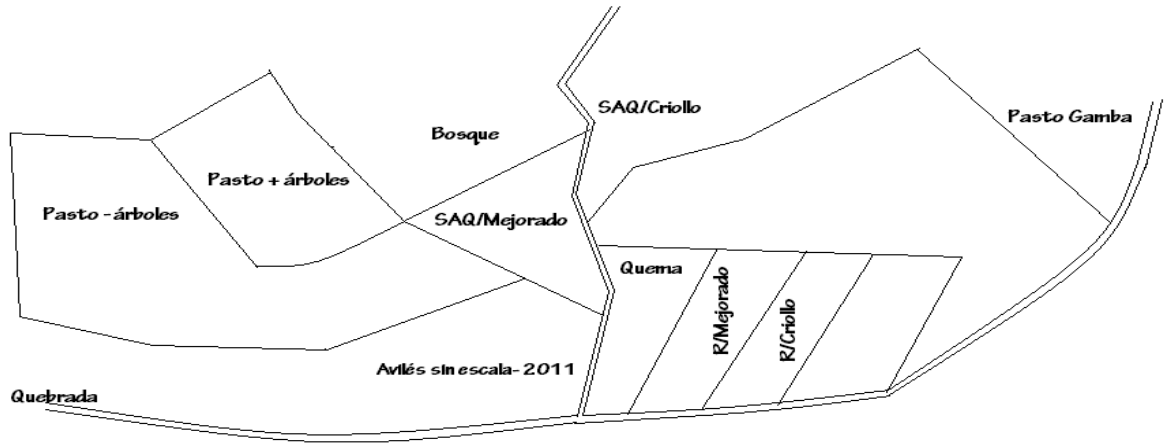 SAQ/Criollo
Pasto Gamba
Bosque
Pasto + árboles
Pasto - árboles
SAQ/Mejorado
Quema
R/Mejorado
R/Criollo
Avilés sin escala- 2011
Quebrada